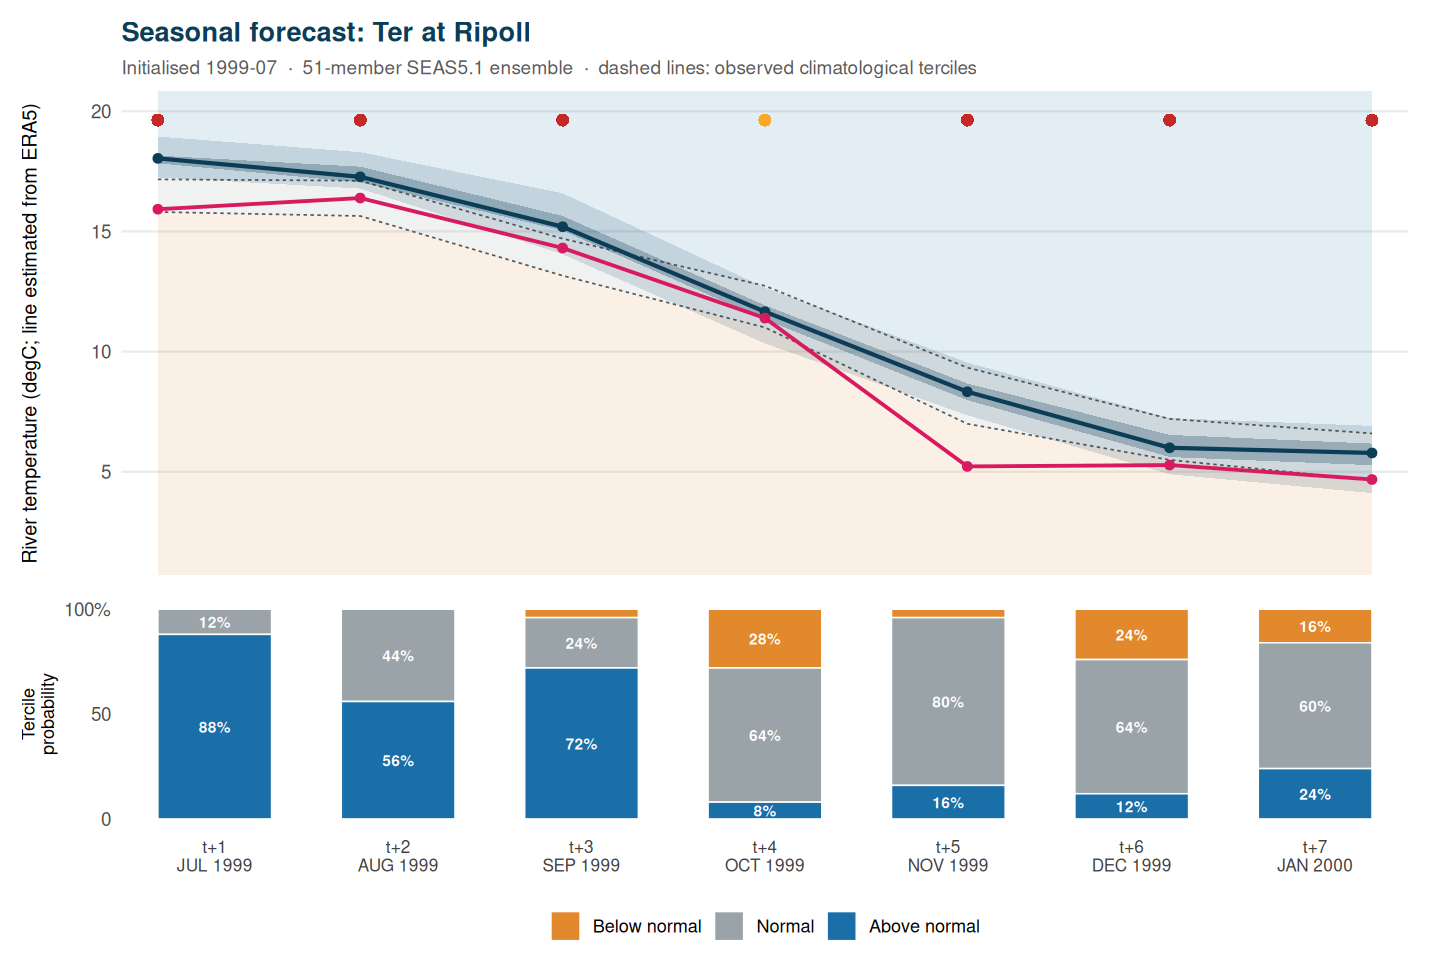 Seasonal forecast: Ter at Ripoll
Initialised 1999-07 · 51-member SEAS5.1 ensemble · dashed lines: observed climatological terciles
River temperature (degC; line estimated from ERA5)
20
15
10
5
Tercile
probability
100%
50
0
12%
88%
44%
56%
24%
72%
28%
64%
8%
80%
16%
24%
64%
12%
16%
60%
24%
t+1
JUL 1999
t+2
AUG 1999
t+3
SEP 1999
t+4
OCT 1999
t+5
NOV 1999
t+6
DEC 1999
t+7
JAN 2000
Below normal
Normal
Above normal